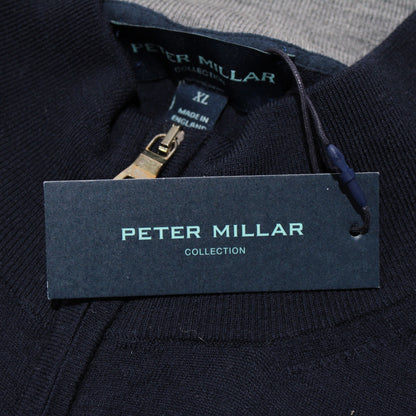 PETER MILLAR
COLLECTION
XL
MADE IN
ENGLAND
PETER MILLAR
COLLECTION